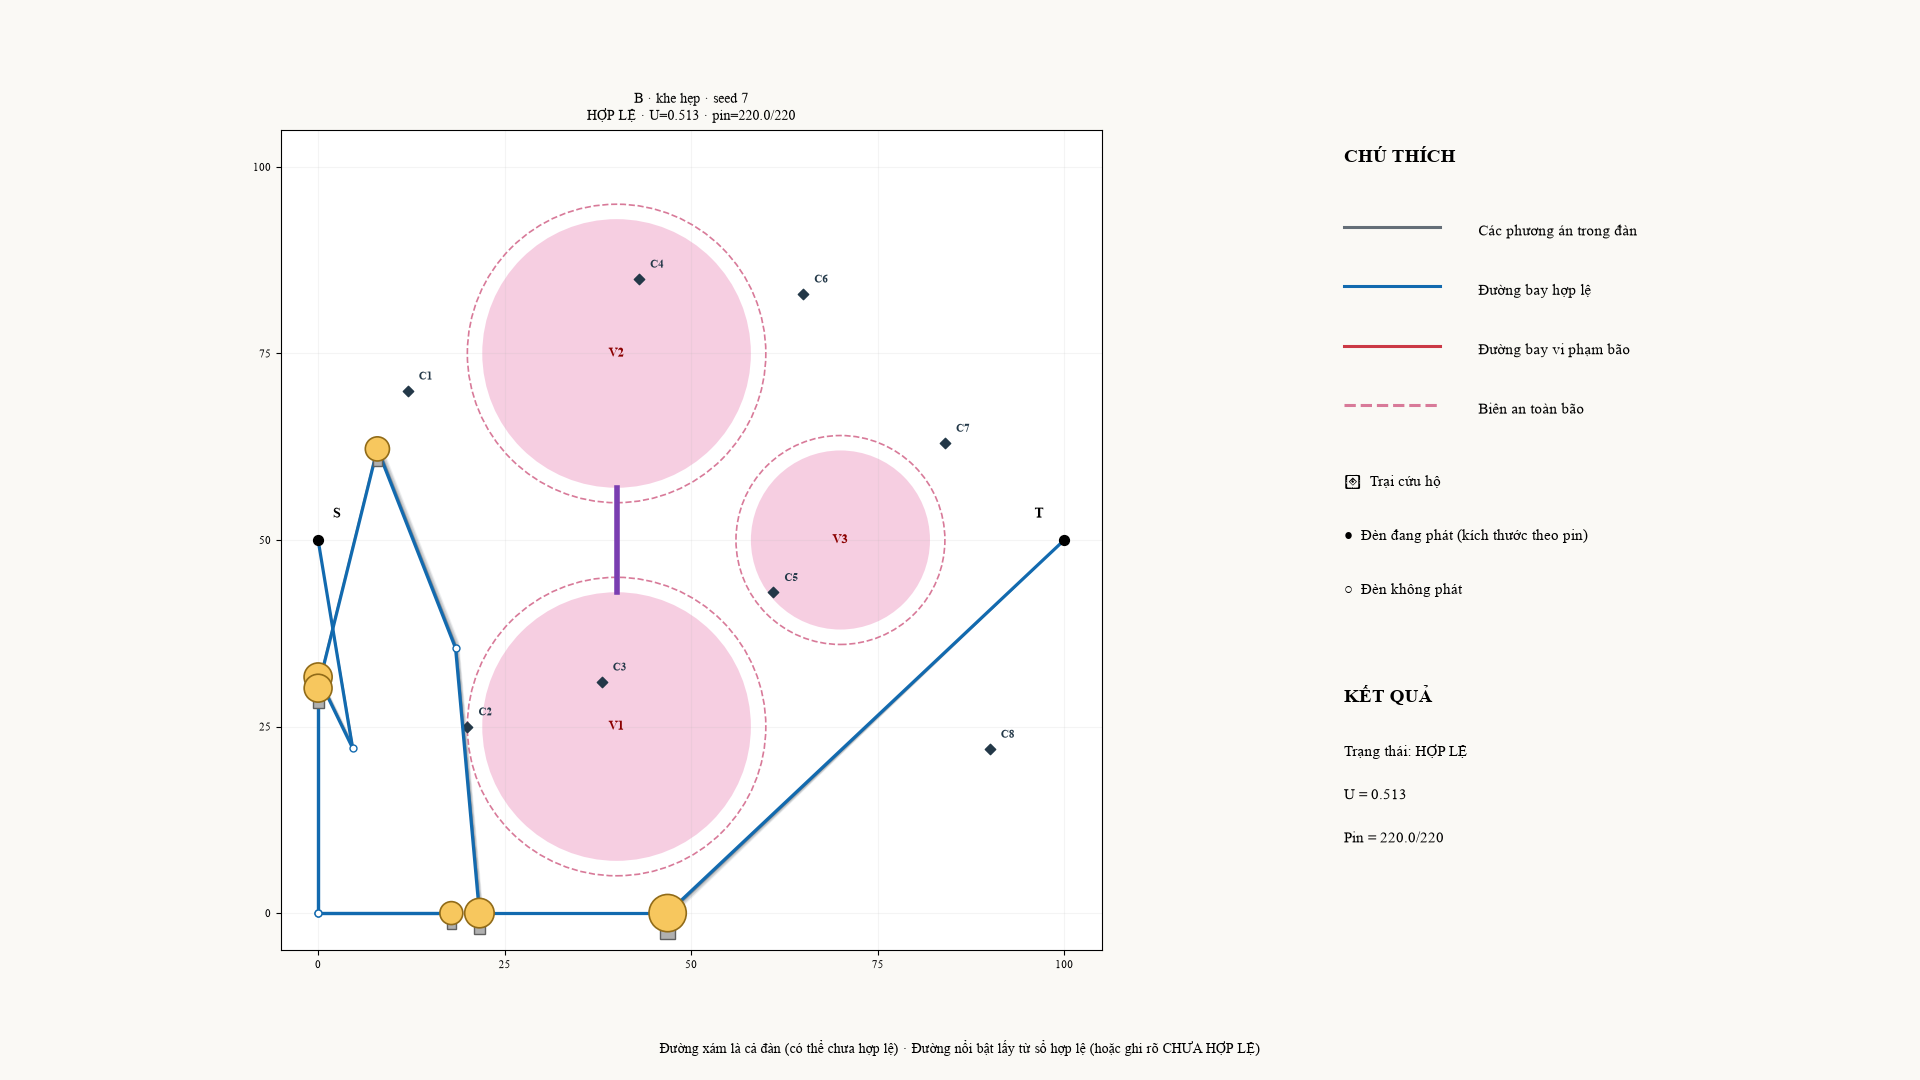 B · khe hẹp · seed 7
HỢP LỆ · U=0.513 · pin=220.0/220
100
75
50
25
0
0
25
50
75
100
C4
C6
V2
C1
C7
S
T
V3
C5
C3
C2
V1
C8
CHÚ THÍCH
Các phương án trong đàn
Đường bay hợp lệ
Đường bay vi phạm bão
Biên an toàn bão
Trại cứu hộ
Đèn đang phát (kích thước theo pin)
Đèn không phát
KẾT QUẢ
Trạng thái: HỢP LỆ
U = 0.513
Pin = 220.0/220
Đường xám là cả đàn (có thể chưa hợp lệ) · Đường nổi bật lấy từ sổ hợp lệ (hoặc ghi rõ CHƯA HỢP LỆ)